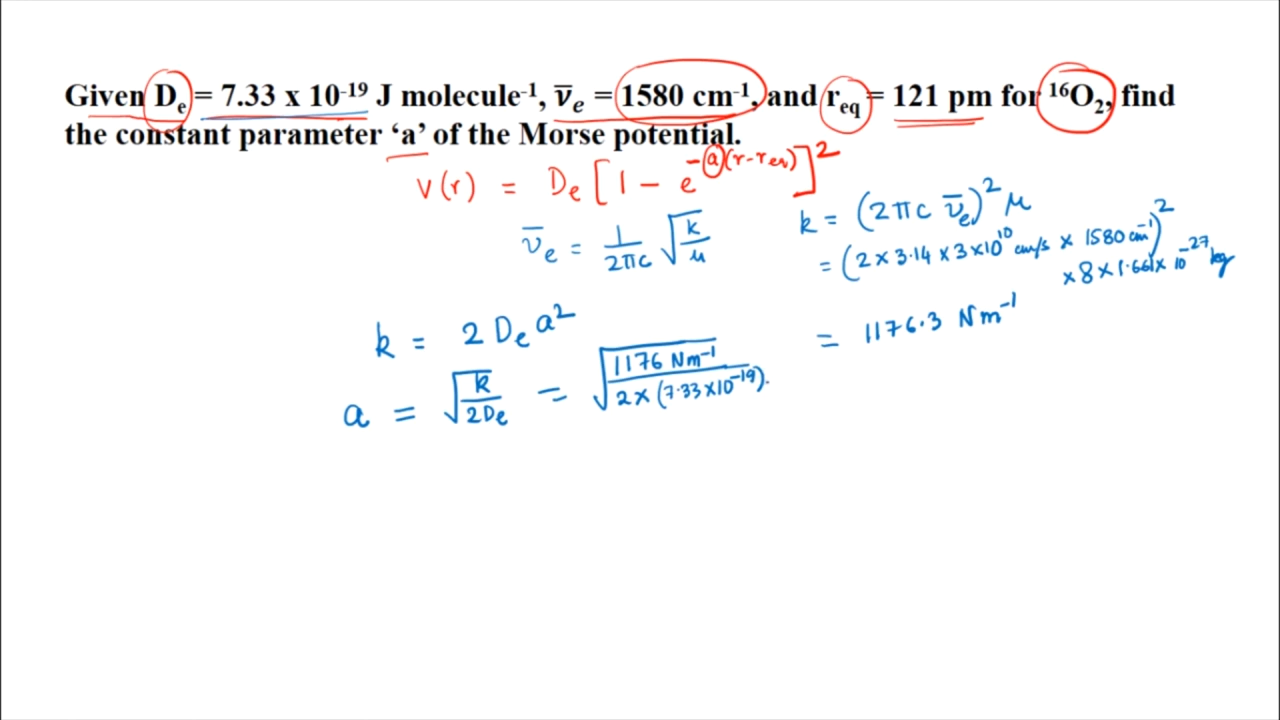 Given Dₑ = 7.33 x 10⁻¹⁹ J molecule⁻¹, ν̅ₑ = 1580 cm⁻¹, and r_eq = 121 pm for ¹⁶O₂, find
the constant parameter ‘a’ of the Morse potential.
V(r) = Dₑ [1 - e^{-a(r-r_eq)}]²
ν̅ₑ = 1/2πc √(k/μ)
k = (2πc ν̅ₑ)² μ
= (2 × 3.14 × 3×10¹⁰ cm/s × 1580 cm⁻¹)²
× 8 × 1.661 × 10⁻²⁷ kg
= 1176.3 Nm⁻¹
k = 2 Dₑ a²
a = √(k/2Dₑ) = √(1176 Nm⁻¹/2×(7.33×10⁻¹⁹).)